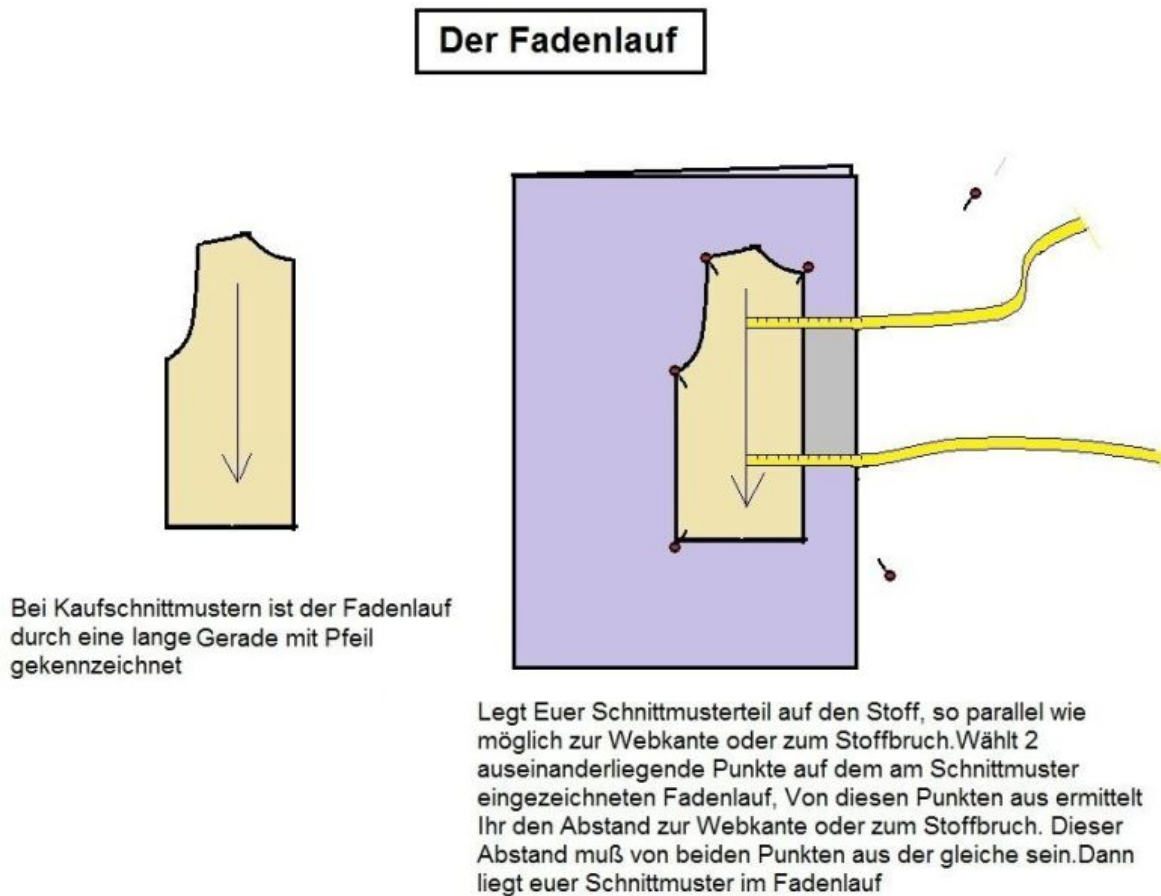 Der Fadenlauf
Bei Kaufschnittmustern ist der Fadenlauf
durch eine lange Gerade mit Pfeil
gekennzeichnet
Legt Euer Schnittmusterteil auf den Stoff, so parallel wie
möglich zur Webkante oder zum Stoffbruch.Wählt 2
auseinanderliegende Punkte auf dem am Schnittmuster
eingezeichneten Fadenlauf, Von diesen Punkten aus ermittelt
Ihr den Abstand zur Webkante oder zum Stoffbruch. Dieser
Abstand muß von beiden Punkten aus der gleiche sein.Dann
liegt euer Schnittmuster im Fadenlauf